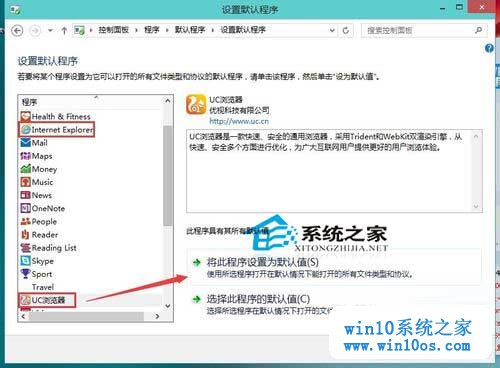 设置默认程序
控制面板 ▸ 程序 ▸ 默认程序 ▸ 设置默认程序
搜索控制面板
设置默认程序
若要将某个程序设置为它可以打开的所有文件类型和协议的默认程序，请单击该程序，然后单击"设为默认值"。
程序
Health & Fitness
Internet Explorer
Mail
Maps
Money
Music
News
OneNote
People
Reader
Reading List
Skype
Sport
Travel
UC浏览器
UC浏览器
优视科技有限公司
http://www.uc.cn
UC浏览器是一款快速、安全的通用浏览器，采用Trident和WebKit双渲染引擎，从
快速、安全多个方面进行优化，为广大互联网用户提供更好的用户浏览体验。
此程序具有其所有默认值
系统之家
XITONGZHIJIA.NET
将此程序设置为默认值(S)
使用所选程序打开在默认情况下能打开的所有文件类型和协议。
选择此程序的默认值(C)
选择所选程序在默认情况下打开的文
win10系统之家
www.win10os.com